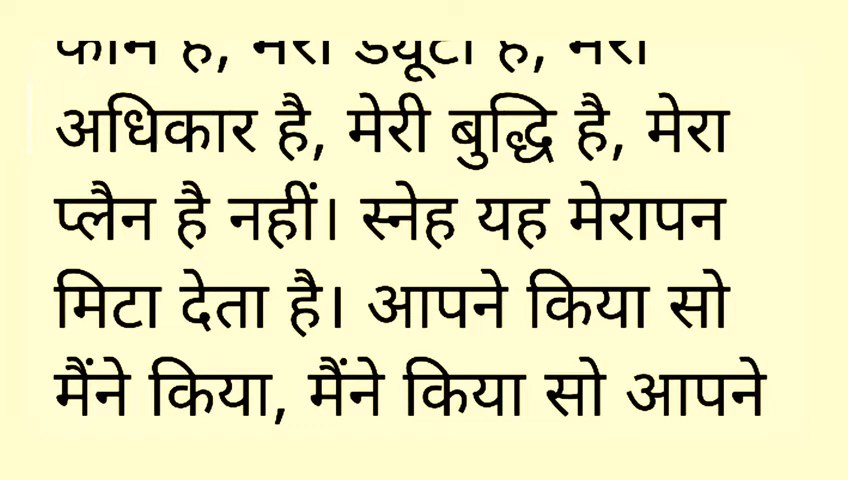 अधिकार है, मेरी बुद्धि है, मेरा
प्लैन है नहीं। स्नेह यह मेरापन
मिटा देता है। आपने किया सो
मैंने किया, मैंने किया सो आपने